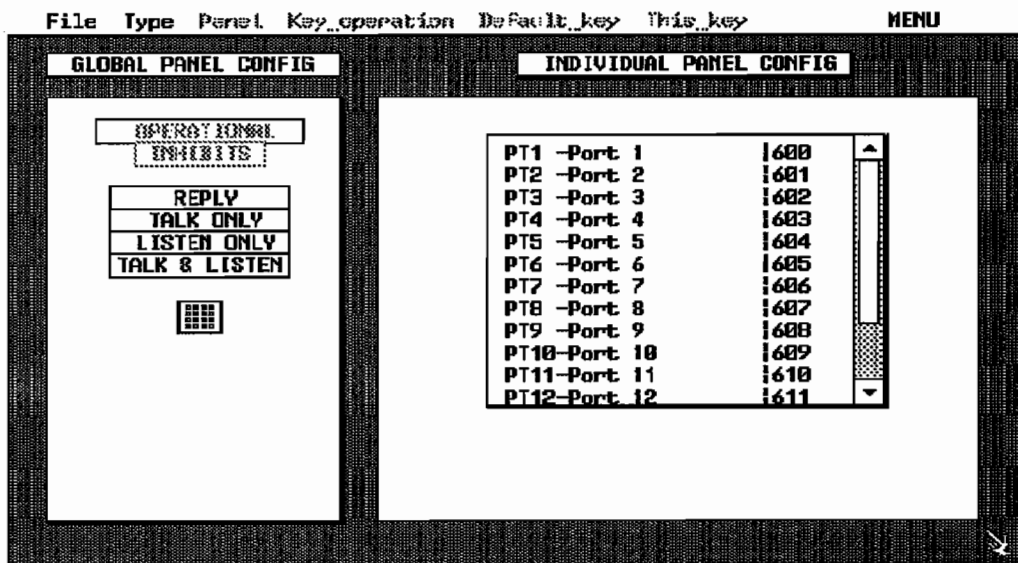 File Type Panel Key_operation Default_key This_key MENU
GLOBAL PANEL CONFIG
OPERATIONAL
INHIBITS
REPLY
TALK ONLY
LISTEN ONLY
TALK & LISTEN
INDIVIDUAL PANEL CONFIG
PT1 -Port 1 |600
PT2 -Port 2 |601
PT3 -Port 3 |602
PT4 -Port 4 |603
PT5 -Port 5 |604
PT6 -Port 6 |605
PT7 -Port 7 |606
PT8 -Port 8 |607
PT9 -Port 9 |608
PT10-Port 10 |609
PT11-Port 11 |610
PT12-Port 12 |611